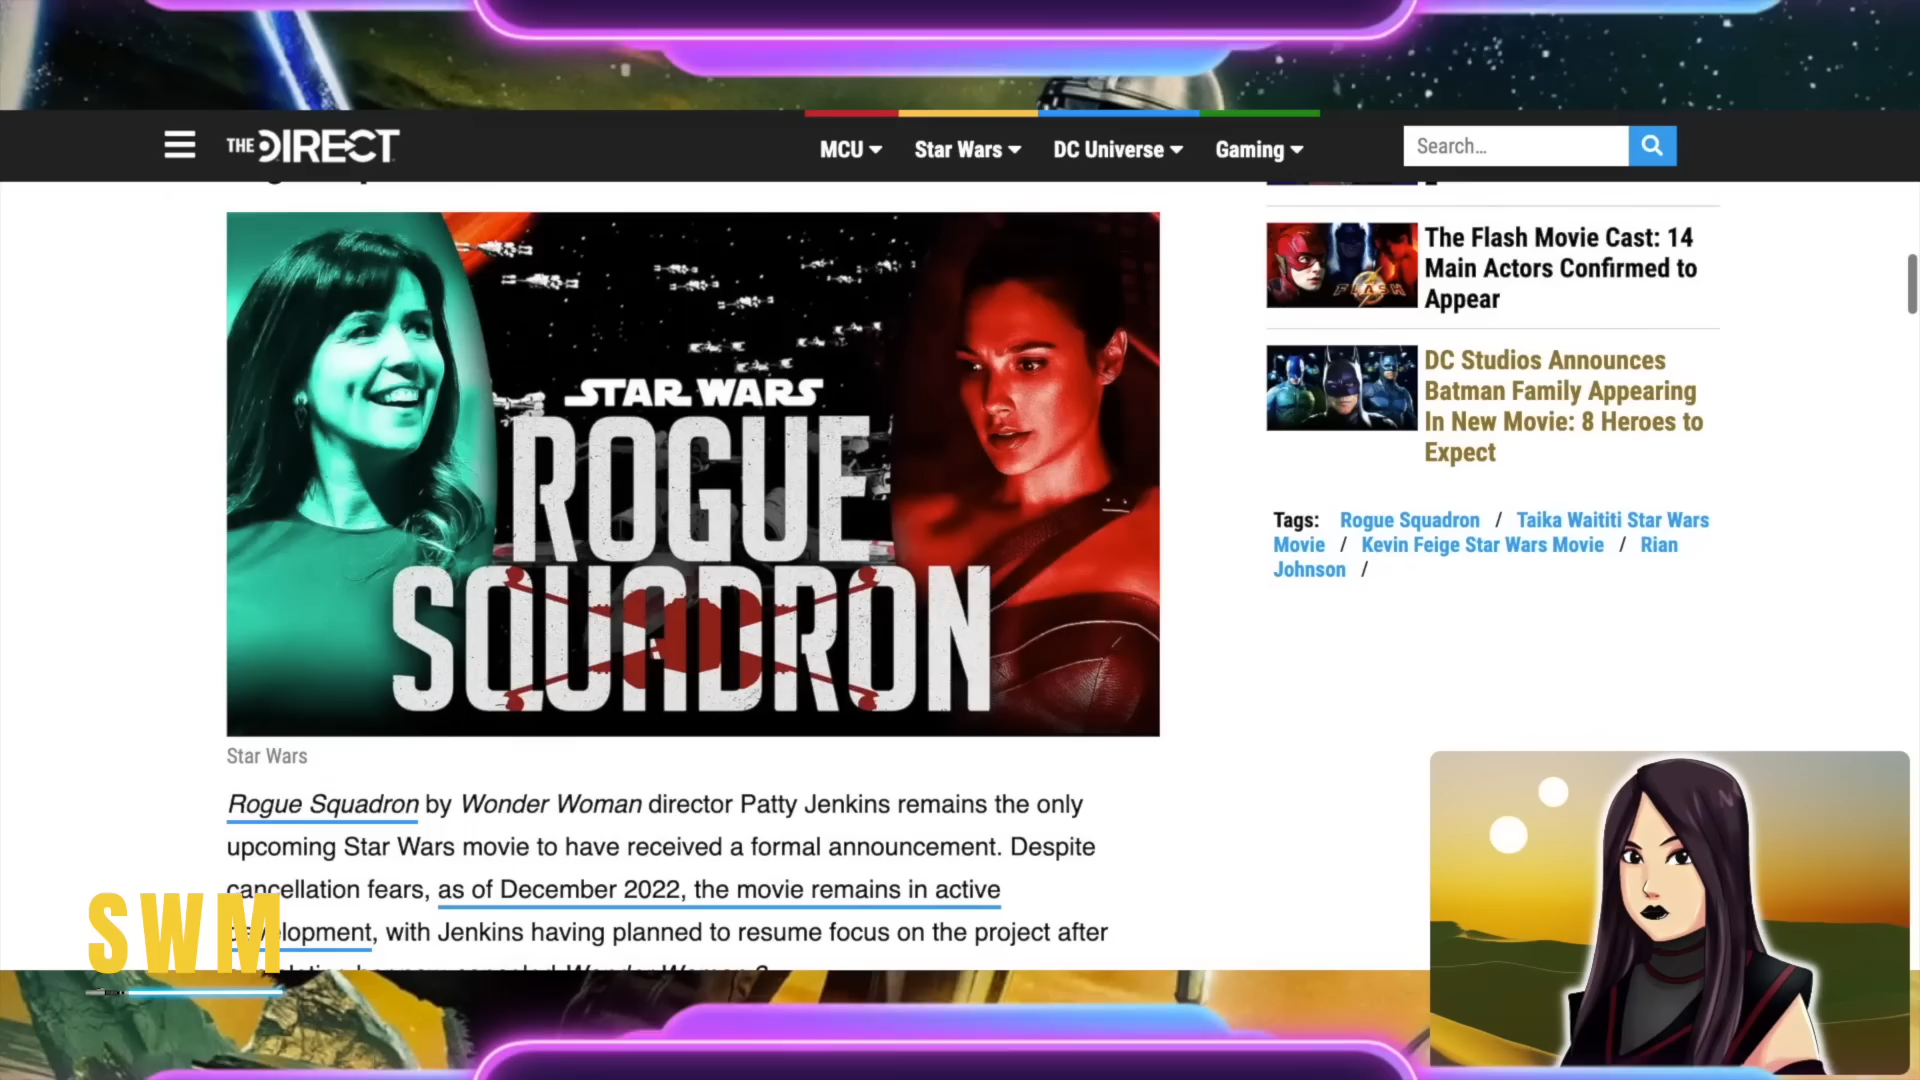 THE DIRECT
MCU
Star Wars
DC Universe
Gaming
Search...
STAR WARS
ROGUE
SQUADRON
Star Wars
Rogue Squadron by Wonder Woman director Patty Jenkins remains the only
upcoming Star Wars movie to have received a formal announcement. Despite
cancellation fears, as of December 2022, the movie remains in active
development, with Jenkins having planned to resume focus on the project after
The Flash Movie Cast: 14
Main Actors Confirmed to
Appear
FLASH
DC Studios Announces
Batman Family Appearing
In New Movie: 8 Heroes to
Expect
Tags: Rogue Squadron / Taika Waititi Star Wars
Movie / Kevin Feige Star Wars Movie / Rian
Johnson /
SWM